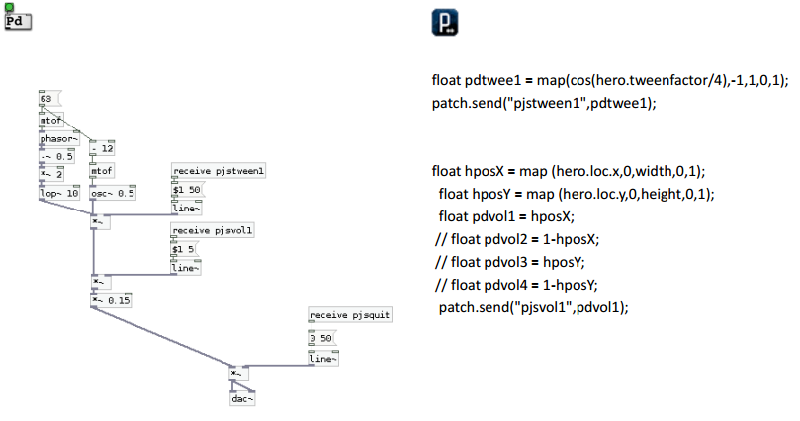 Pd
63
mtof
phasor~
-~ 0.5
*~ 2
lop~ 10
- 12
mtof
osc~ 0.5
receive pjstween1
$1 50
line~
*~
receive pjsvol1
$1 5
line~
*~
*~ 0.15
receive pjsquit
0 50
line~
*~
dac~
P
float pdtwee1 = map(cos(hero.tweenfactor/4),-1,1,0,1);
patch.send("pjstween1",pdtwee1);
float hposX = map (hero.loc.x,0,width,0,1);
float hposY = map (hero.loc.y,0,height,0,1);
float pdvol1 = hposX;
// float pdvol2 = 1-hposX;
// float pdvol3 = hposY;
// float pdvol4 = 1-hposY;
patch.send("pjsvol1",pdvol1);